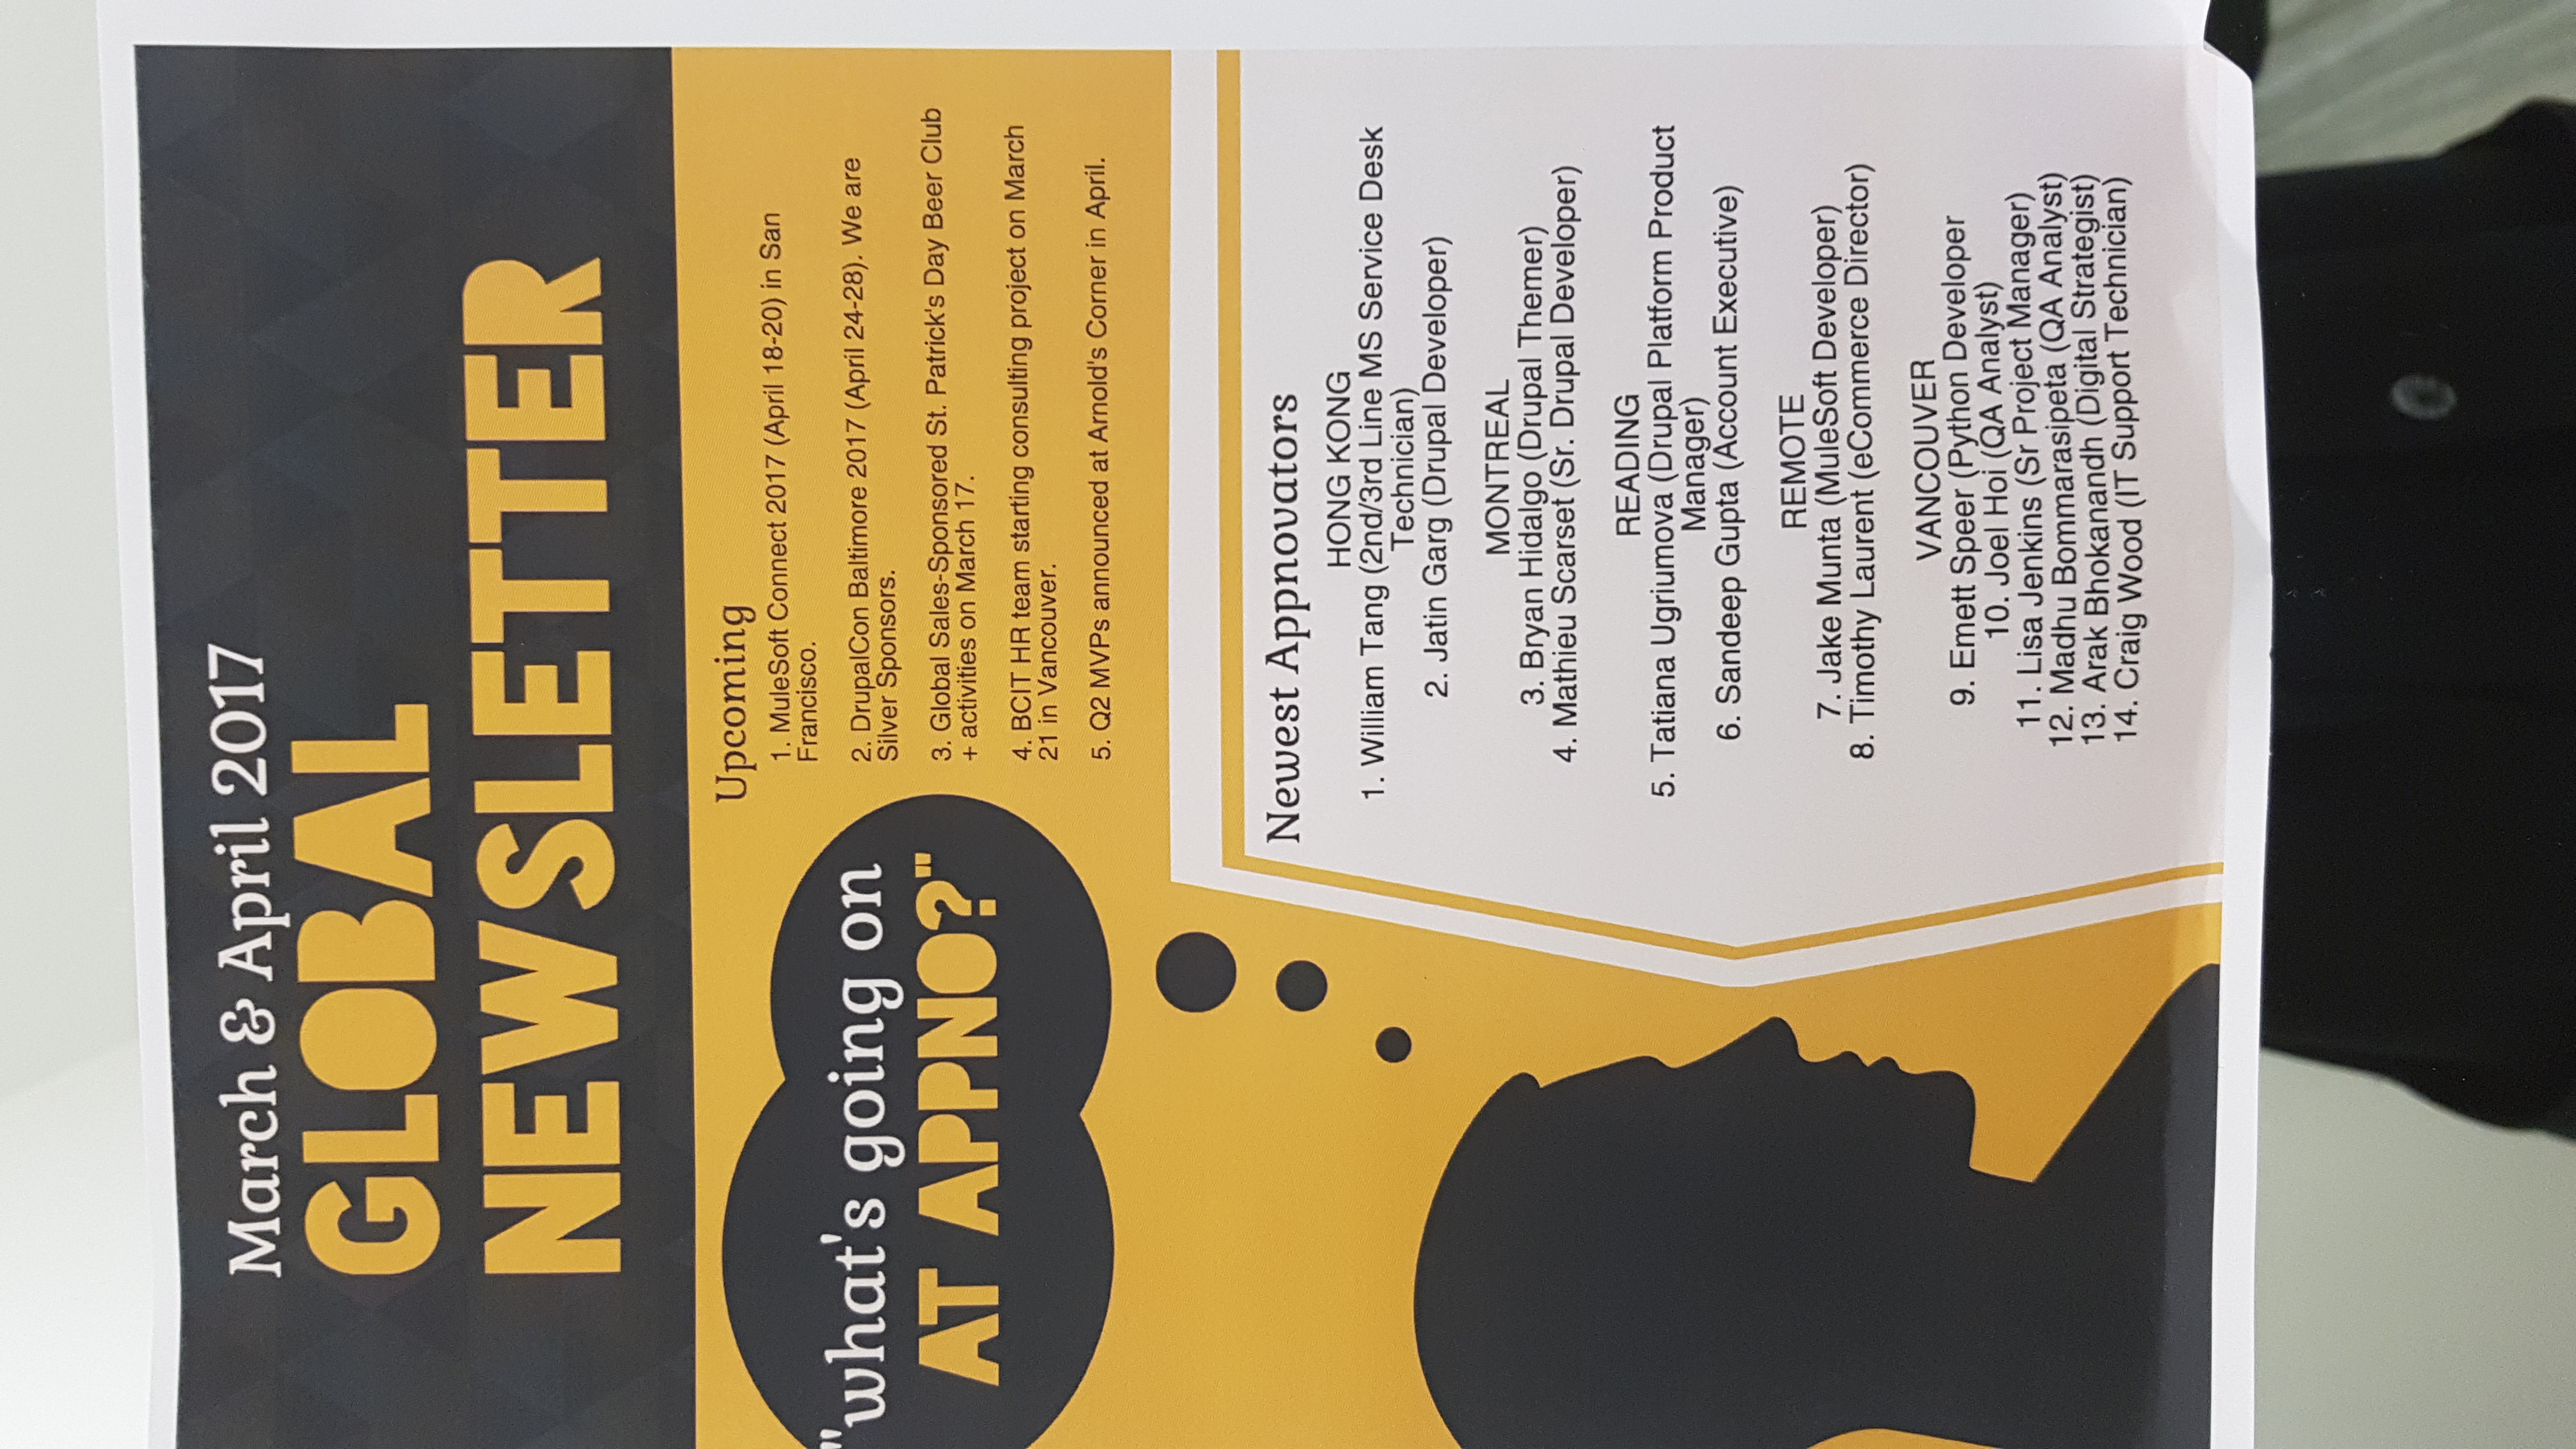 March & April 2017
GLOBAL
NEWSLETTER
"what's going on
AT APPNO?"
Upcoming
1. MuleSoft Connect 2017 (April 18-20) in San
Francisco.
2. DrupalCon Baltimore 2017 (April 24-28). We are
Silver Sponsors.
3. Global Sales-Sponsored St. Patrick's Day Beer Club
+ activities on March 17.
4. BCIT HR team starting consulting project on March
21 in Vancouver.
5. Q2 MVPs announced at Arnold's Corner in April.
Newest Appnovators
HONG KONG
1. William Tang (2nd/3rd Line MS Service Desk
Technician)
2. Jatin Garg (Drupal Developer)
MONTREAL
3. Bryan Hidalgo (Drupal Themer)
4. Mathieu Scarset (Sr. Drupal Developer)
READING
5. Tatiana Ugriumova (Drupal Platform Product
Manager)
6. Sandeep Gupta (Account Executive)
REMOTE
7. Jake Munta (MuleSoft Developer)
8. Timothy Laurent (eCommerce Director)
VANCOUVER
9. Emett Speer (Python Developer
10. Joel Hoi (QA Analyst)
11. Lisa Jenkins (Sr Project Manager)
12. Madhu Bommarasipeta (QA Analyst)
13. Arak Bhokanandh (Digital Strategist)
14. Craig Wood (IT Support Technician)